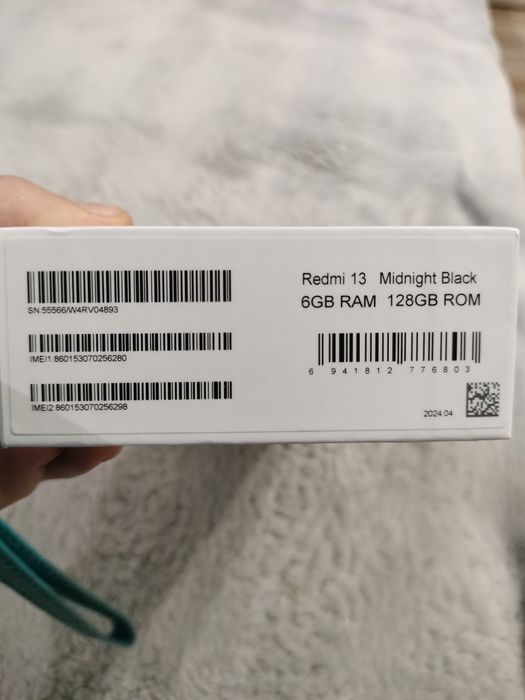 SN:55566/W4RV04893
IMEI1:860153070256280
IMEI2:860153070256298
Redmi 13 Midnight Black
6GB RAM 128GB ROM
6 941812 776803
2024.04